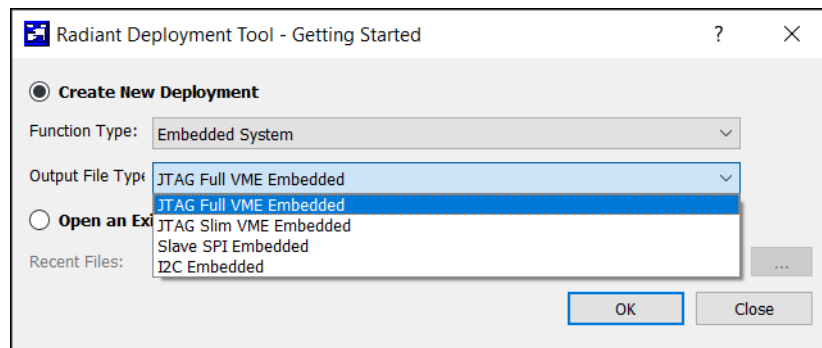 Radiant Deployment Tool - Getting Started ? ×
Create New Deployment
Function Type: Embedded System
Output File Type JTAG Full VME Embedded
JTAG Full VME Embedded
Open an Exi JTAG Slim VME Embedded
Slave SPI Embedded
Recent Files: I2C Embedded ...
OK Close